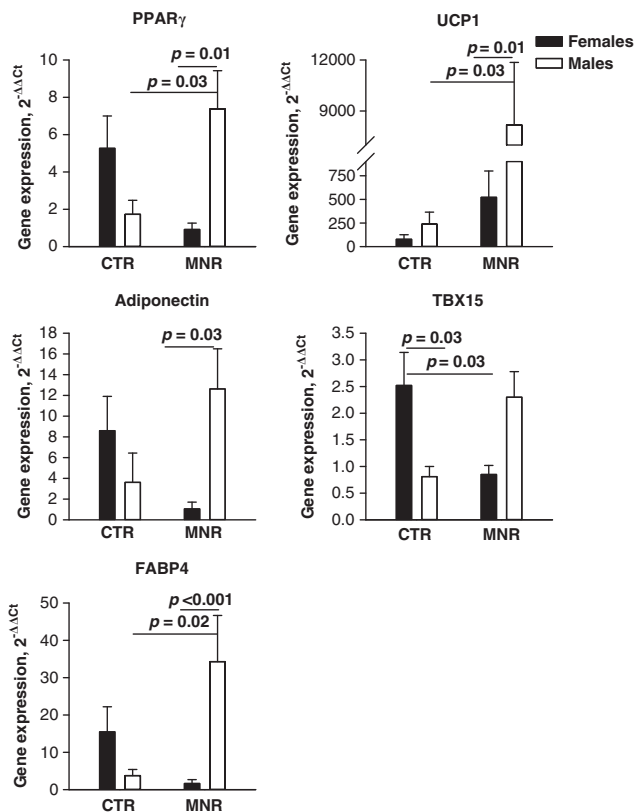 PPARγ
Gene expression, 2^-ΔΔCt
10
8
6
4
2
0
p = 0.01
p = 0.03
CTR
MNR
UCP1
Gene expression, 2^-ΔΔCt
12000
9000
750
500
250
0
p = 0.01
p = 0.03
CTR
MNR
Females
Males
Adiponectin
Gene expression, 2^-ΔΔCt
18
16
14
12
10
8
6
4
2
0
p = 0.03
CTR
MNR
TBX15
Gene expression, 2^-ΔΔCt
3.5
3.0
2.5
2.0
1.5
1.0
0.5
0.0
p = 0.03
p = 0.03
CTR
MNR
FABP4
Gene expression, 2^-ΔΔCt
50
40
30
20
10
0
p <0.001
p = 0.02
CTR
MNR